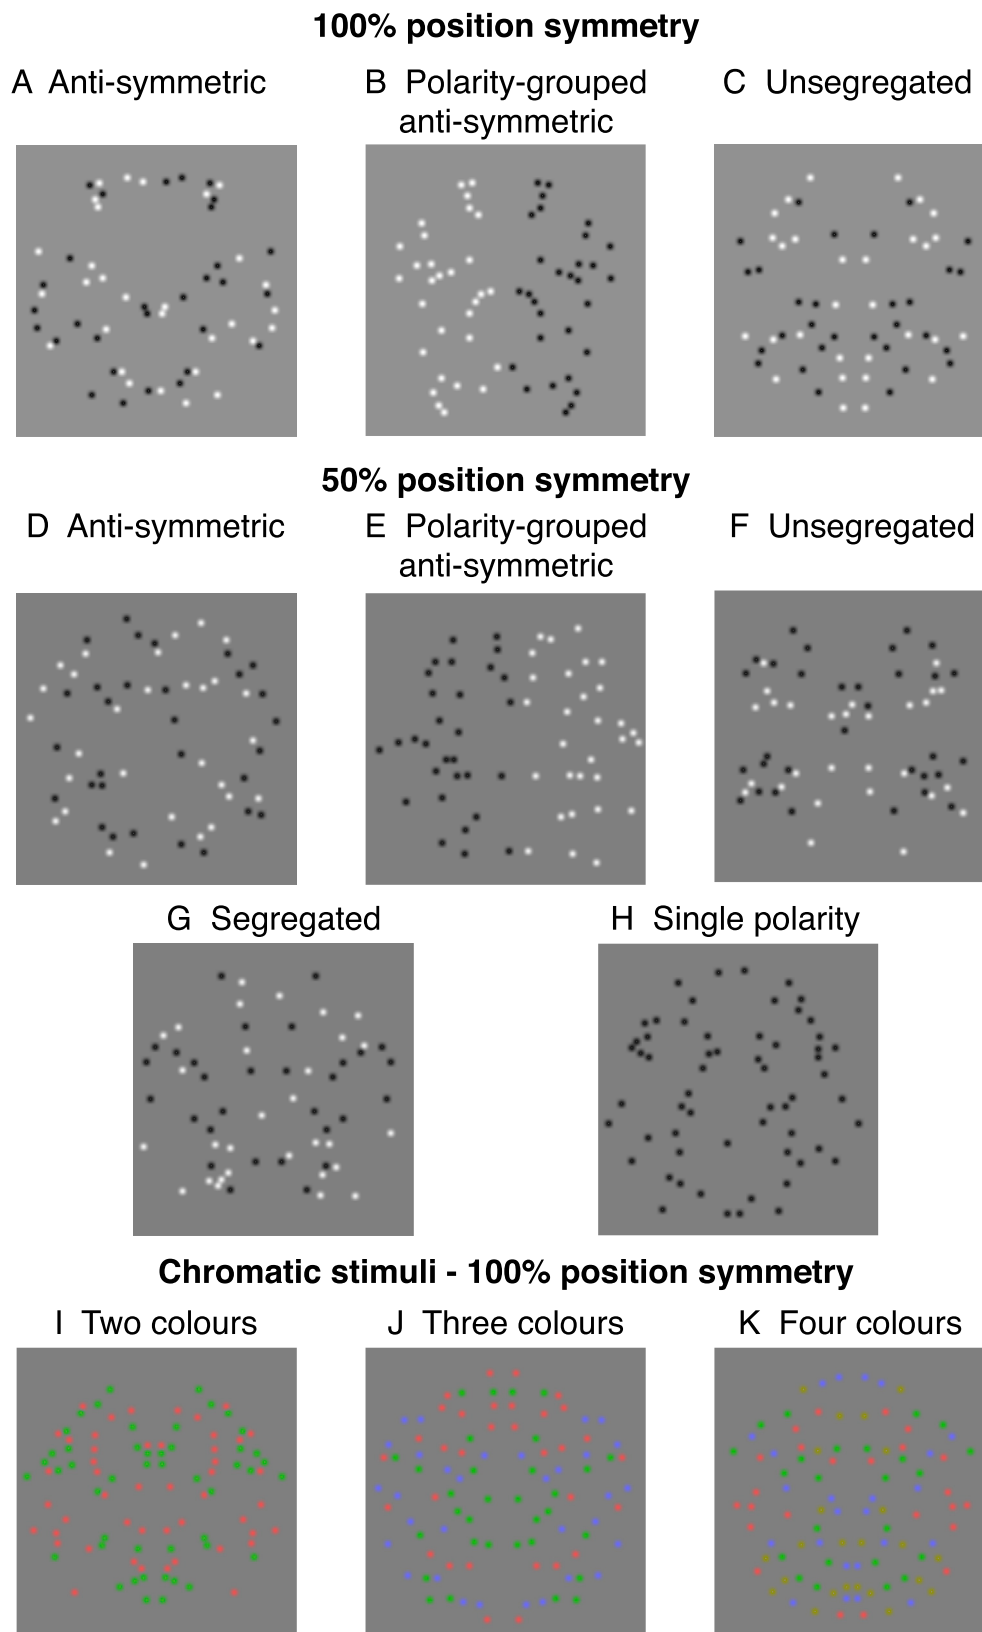 100% position symmetry
A Anti-symmetric
B Polarity-grouped
anti-symmetric
C Unsegregated
50% position symmetry
D Anti-symmetric
E Polarity-grouped
anti-symmetric
F Unsegregated
G Segregated
H Single polarity
Chromatic stimuli - 100% position symmetry
I Two colours
J Three colours
K Four colours